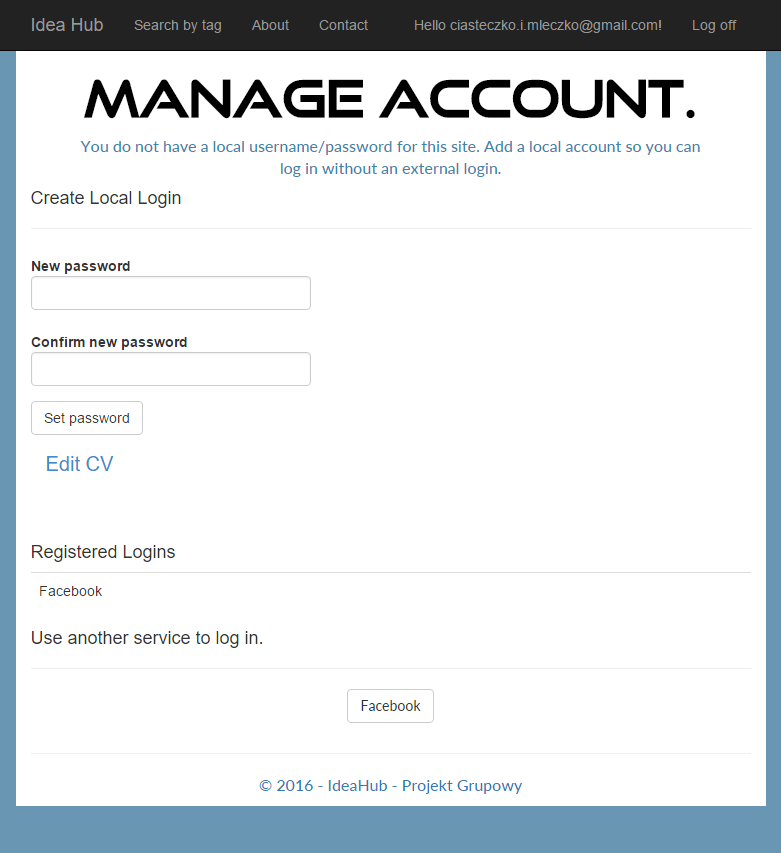 Idea Hub Search by tag About Contact Hello ciasteczko.i.mleczko@gmail.com! Log off
MANAGE ACCOUNT.
You do not have a local username/password for this site. Add a local account so you can
log in without an external login.
Create Local Login
New password
Confirm new password
Set password
Edit CV
Registered Logins
Facebook
Use another service to log in.
Facebook
© 2016 - IdeaHub - Projekt Grupowy